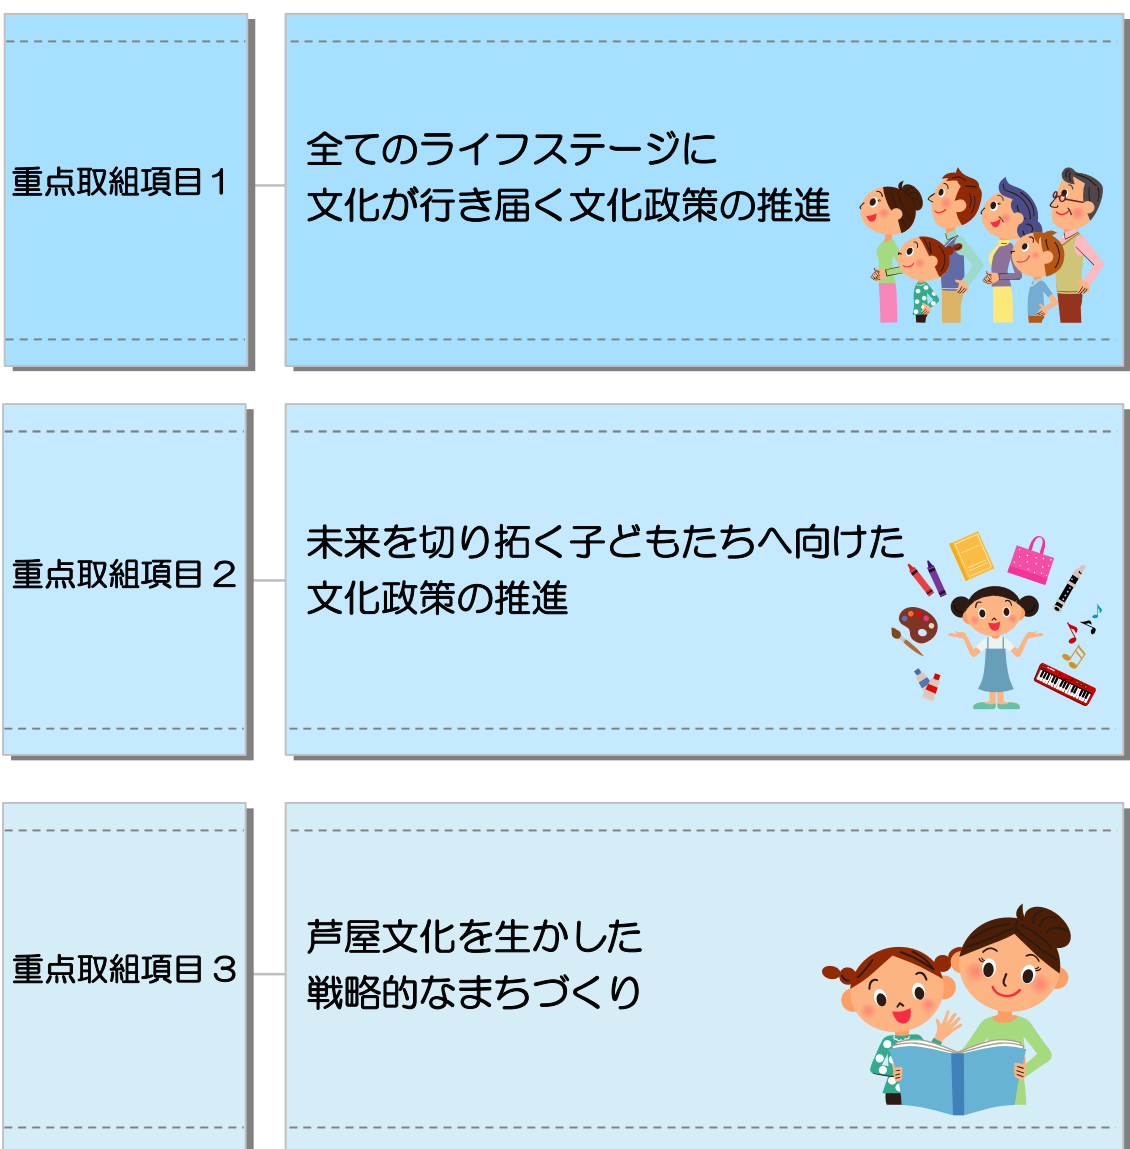 重点取組項目1
全てのライフステージに
文化が行き届く文化政策の推進
重点取組項目2
未来を切り拓く子どもたちへ向けた
文化政策の推進
重点取組項目3
芦屋文化を生かした
戦略的なまちづくり